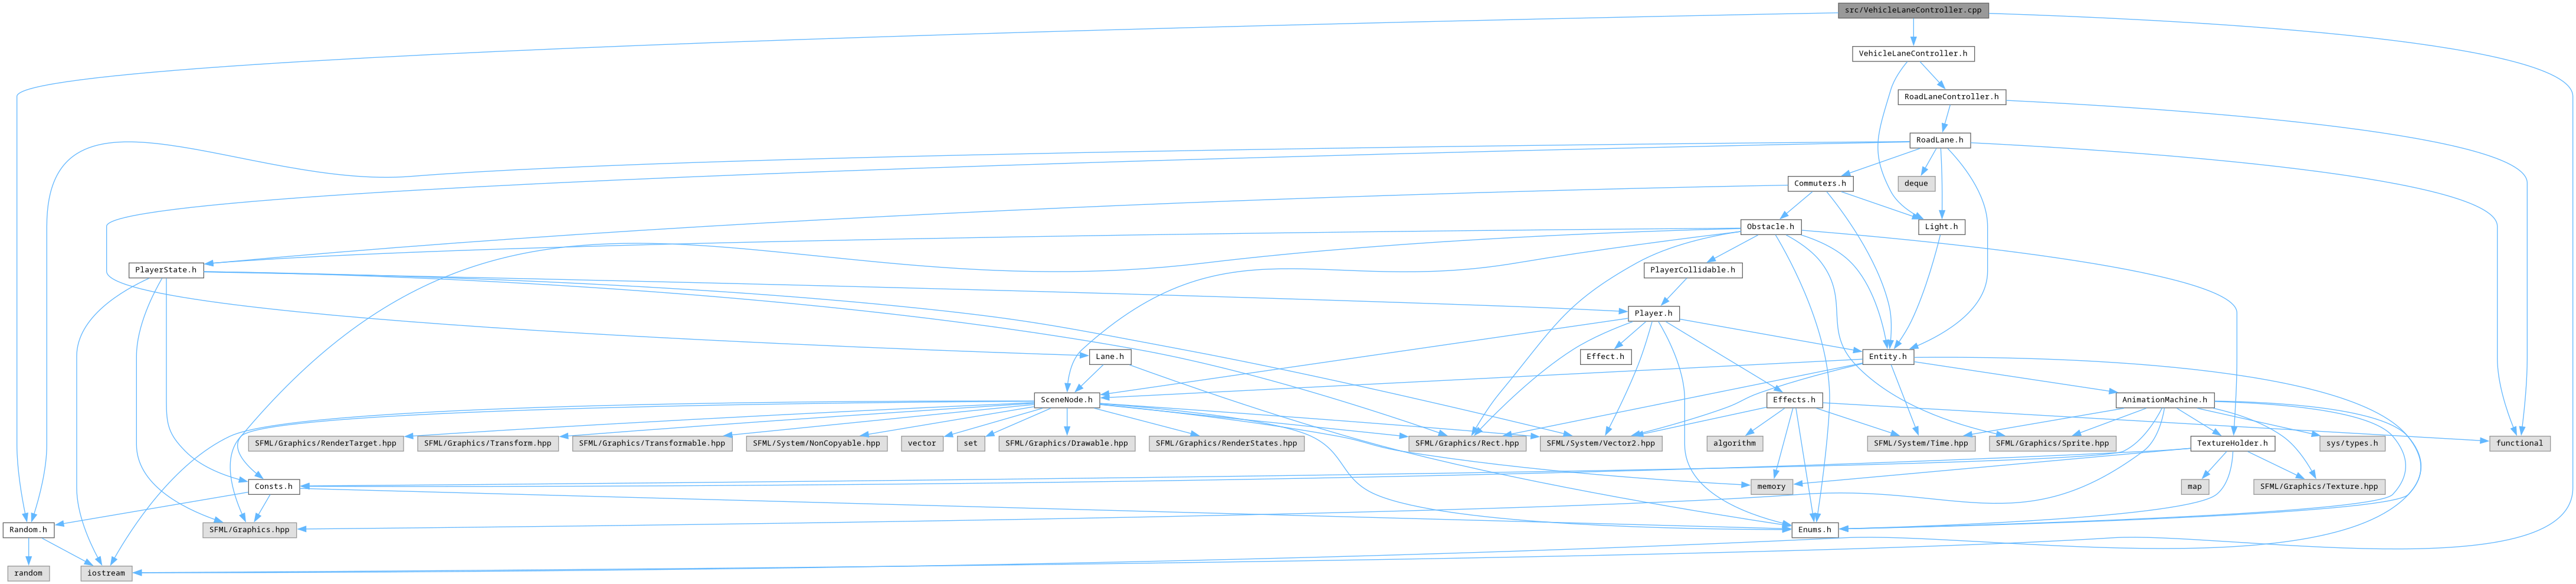 src/VehicleLaneController.cpp
VehicleLaneController.h
RoadLaneController.h
RoadLane.h
Commuters.h
deque
Obstacle.h
Light.h
PlayerState.h
PlayerCollidable.h
Player.h
Lane.h
Effect.h
Entity.h
SceneNode.h
Effects.h
AnimationMachine.h
SFML/Graphics/RenderTarget.hpp
SFML/Graphics/Transform.hpp
SFML/Graphics/Transformable.hpp
SFML/System/NonCopyable.hpp
vector
set
SFML/Graphics/Drawable.hpp
SFML/Graphics/RenderStates.hpp
SFML/Graphics/Rect.hpp
SFML/System/Vector2.hpp
algorithm
SFML/System/Time.hpp
SFML/Graphics/Sprite.hpp
TextureHolder.h
sys/types.h
functional
Consts.h
memory
map
SFML/Graphics/Texture.hpp
Random.h
SFML/Graphics.hpp
Enums.h
random
iostream